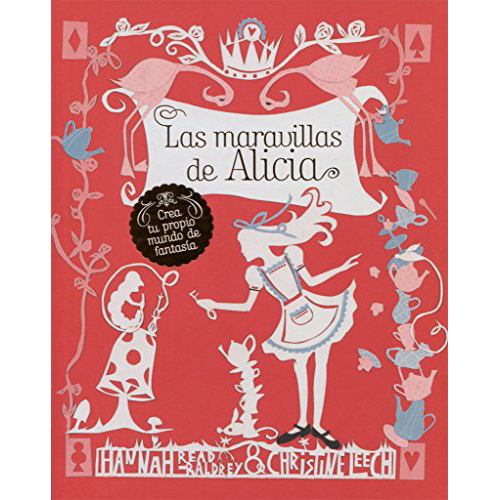 Las maravillas
de Alicia
Crea
tu propio
mundo de
fantasía
HANNAH READ BALDREY & CHRISTINE LEECH